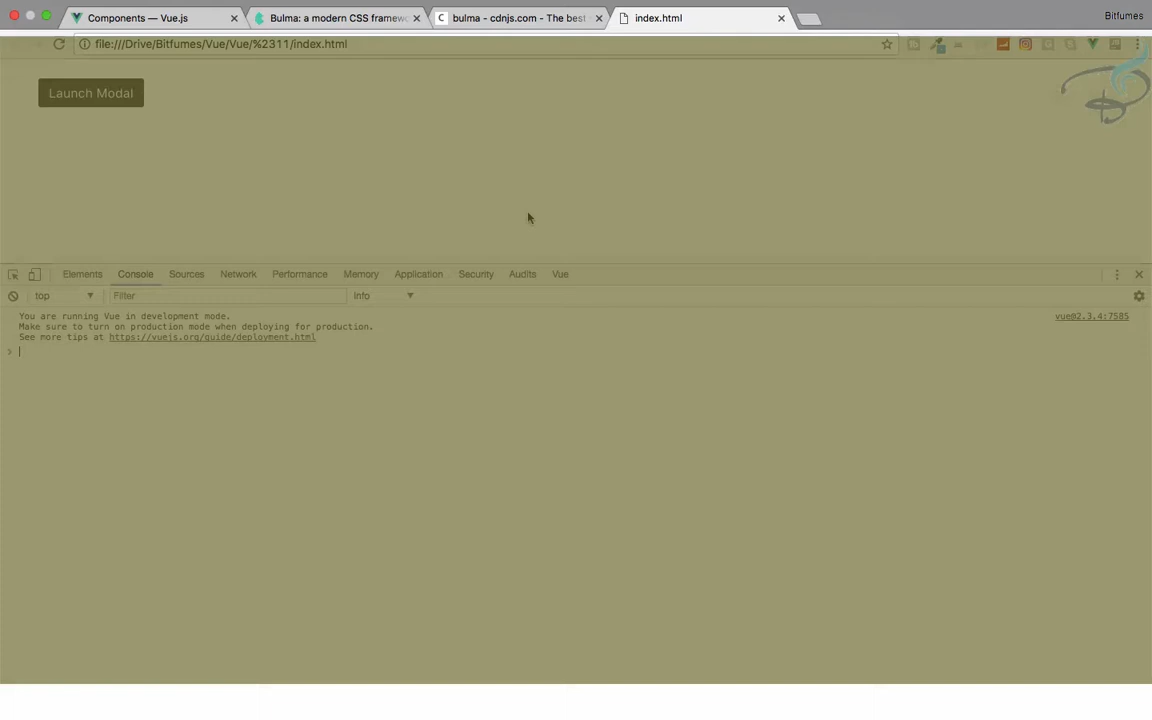 Components — Vue.js
Bulma: a modern CSS framew
bulma - cdnjs.com - The best
index.html
Bitfumes
file:///Drive/Bitfumes/Vue/Vue/%2311/index.html
Launch Modal
Elements Console Sources Network Performance Memory Application Security Audits Vue
top Filter Info
You are running Vue in development mode. vue@2.3.4:7585
Make sure to turn on production mode when deploying for production.
See more tips at https://vuejs.org/guide/deployment.html